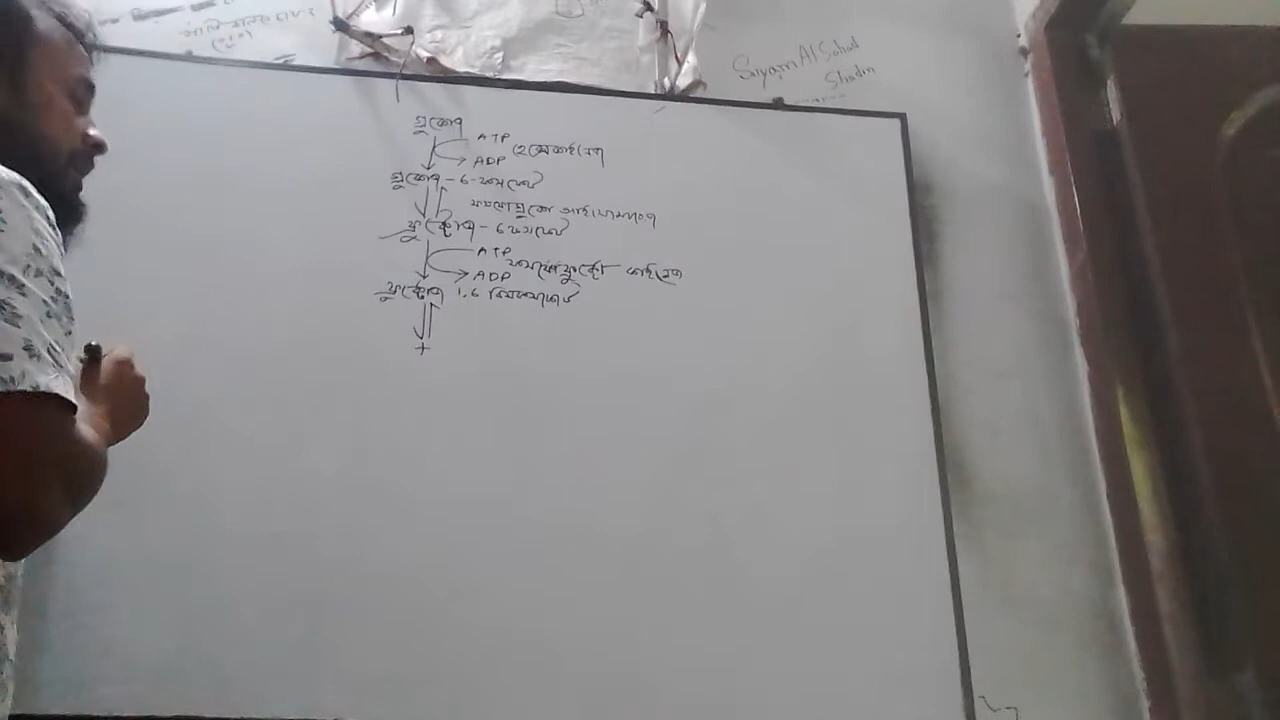 Siyam Al Sahad
Shadin
গ্লুকোজ
ATP
হেক্সোকাইনেজ
ADP
গ্লুকোজ - 6-ফসফেট
ফসফোগ্লুকো আইসোমারেজ
ফ্রুক্টোজ - 6 ফসফেট
ATP
ফসফোফ্রুক্টো কাইনেজ
ADP
ফ্রুক্টোজ 1.6 বিসফসফেট
+